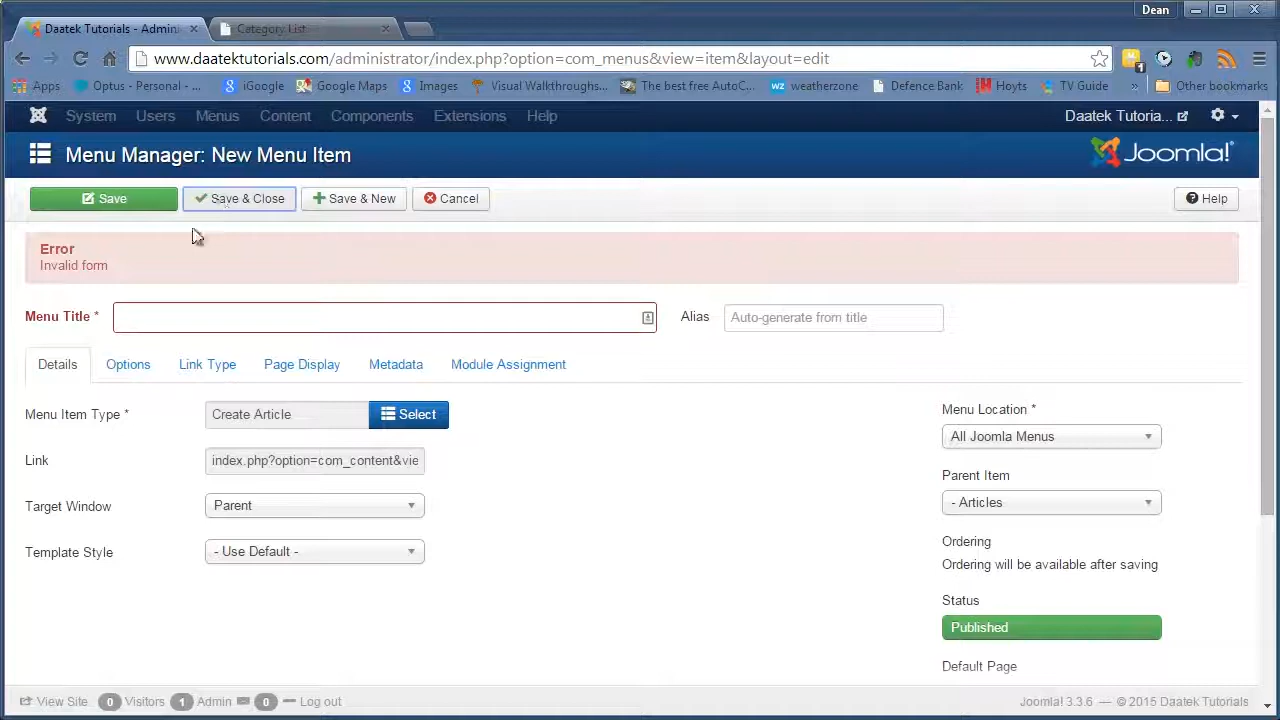 Dean
Daatek Tutorials - Admini
Category List
www.daatektutorials.com/administrator/index.php?option=com_menus&view=item&layout=edit
1
Apps
Optus - Personal - ...
iGoogle
Google Maps
Images
Visual Walkthroughs...
The best free AutoC...
weatherzone
Defence Bank
Hoyts
TV Guide
»
Other bookmarks
System
Users
Menus
Content
Components
Extensions
Help
Daatek Tutoria...
Menu Manager: New Menu Item
Joomla!
Save
Save & Close
Save & New
Cancel
Help
Error
Invalid form
Menu Title *
Alias
Auto-generate from title
Details
Options
Link Type
Page Display
Metadata
Module Assignment
Menu Item Type *
Create Article
Select
Menu Location *
All Joomla Menus
Link
index.php?option=com_content&vie
Parent Item
- Articles
Target Window
Parent
Ordering
Ordering will be available after saving
Template Style
- Use Default -
Status
Published
Default Page
View Site
0 Visitors
1 Admin
0
Log out
Joomla! 3.3.6 — © 2015 Daatek Tutorials